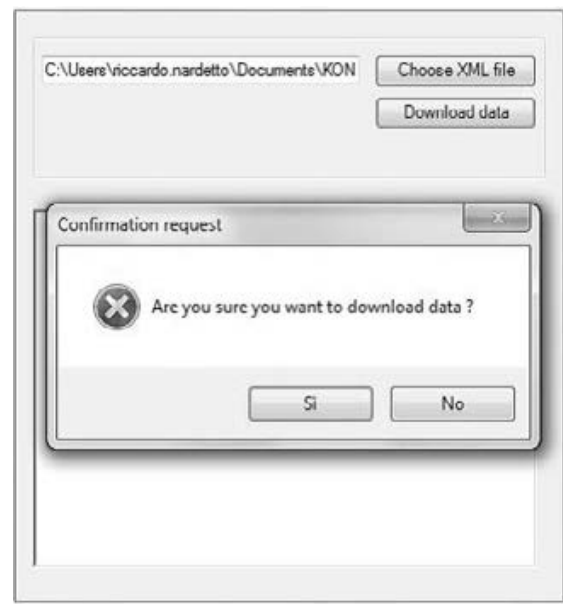 C:\Users\riccardo.nardetto\Documents\KON
Choose XML file
Download data
Confirmation request
x
Are you sure you want to download data ?
Sì
No